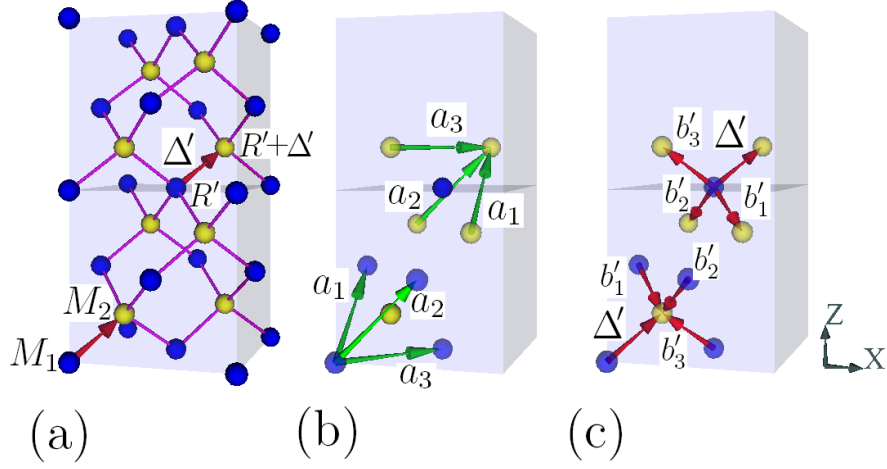 Δ′
R′+Δ′
R′
M₂
M₁
(a)
a₃
a₂
a₁
a₁
a₂
a₃
(b)
b′₃
Δ′
b′₂
b′₁
b′₁
b′₂
Δ′
b′₃
(c)
Z
X